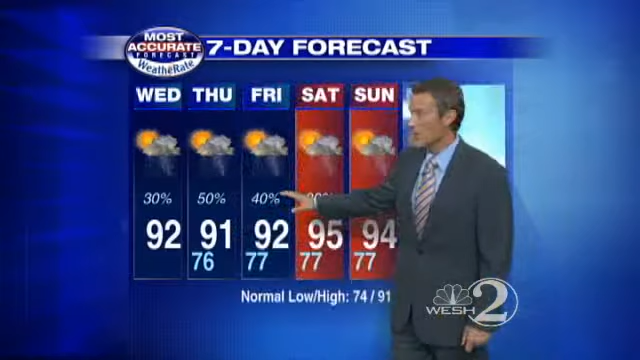 MOST
ACCURATE
FORECAST
WeatheRate
7-DAY FORECAST
WED THU FRI SAT SUN
30% 50% 40%
92 91 92 95 94
76 77 77 77
Normal Low/High: 74 / 91
WESH 2